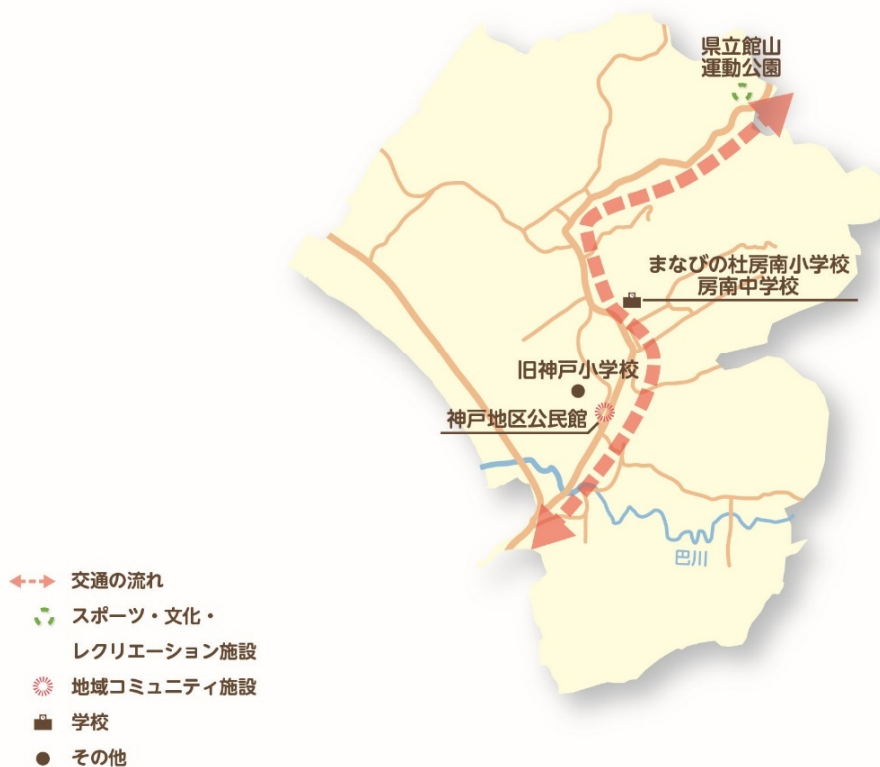 県立館山
運動公園
まなびの杜房南小学校
房南中学校
旧神戸小学校
神戸地区公民館
巴川
交通の流れ
スポーツ・文化・
レクリエーション施設
地域コミュニティ施設
学校
その他